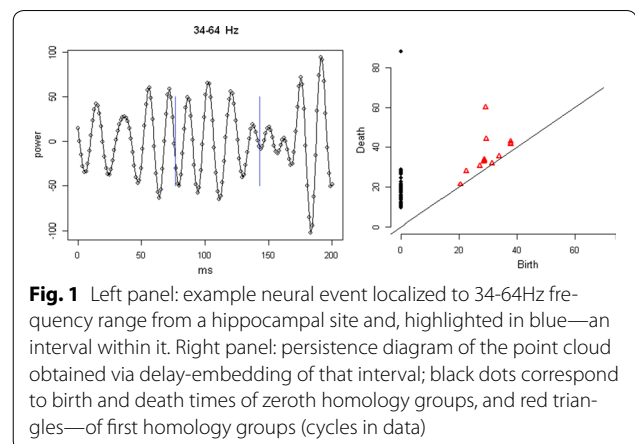 34-64 Hz
power
100
50
0
-50
-100
0
50
100
150
200
ms
Death
80
60
40
20
0
0
20
40
60
Birth
Fig. 1 Left panel: example neural event localized to 34-64Hz fre-
quency range from a hippocampal site and, highlighted in blue—an
interval within it. Right panel: persistence diagram of the point cloud
obtained via delay-embedding of that interval; black dots correspond
to birth and death times of zeroth homology groups, and red trian-
gles—of first homology groups (cycles in data)